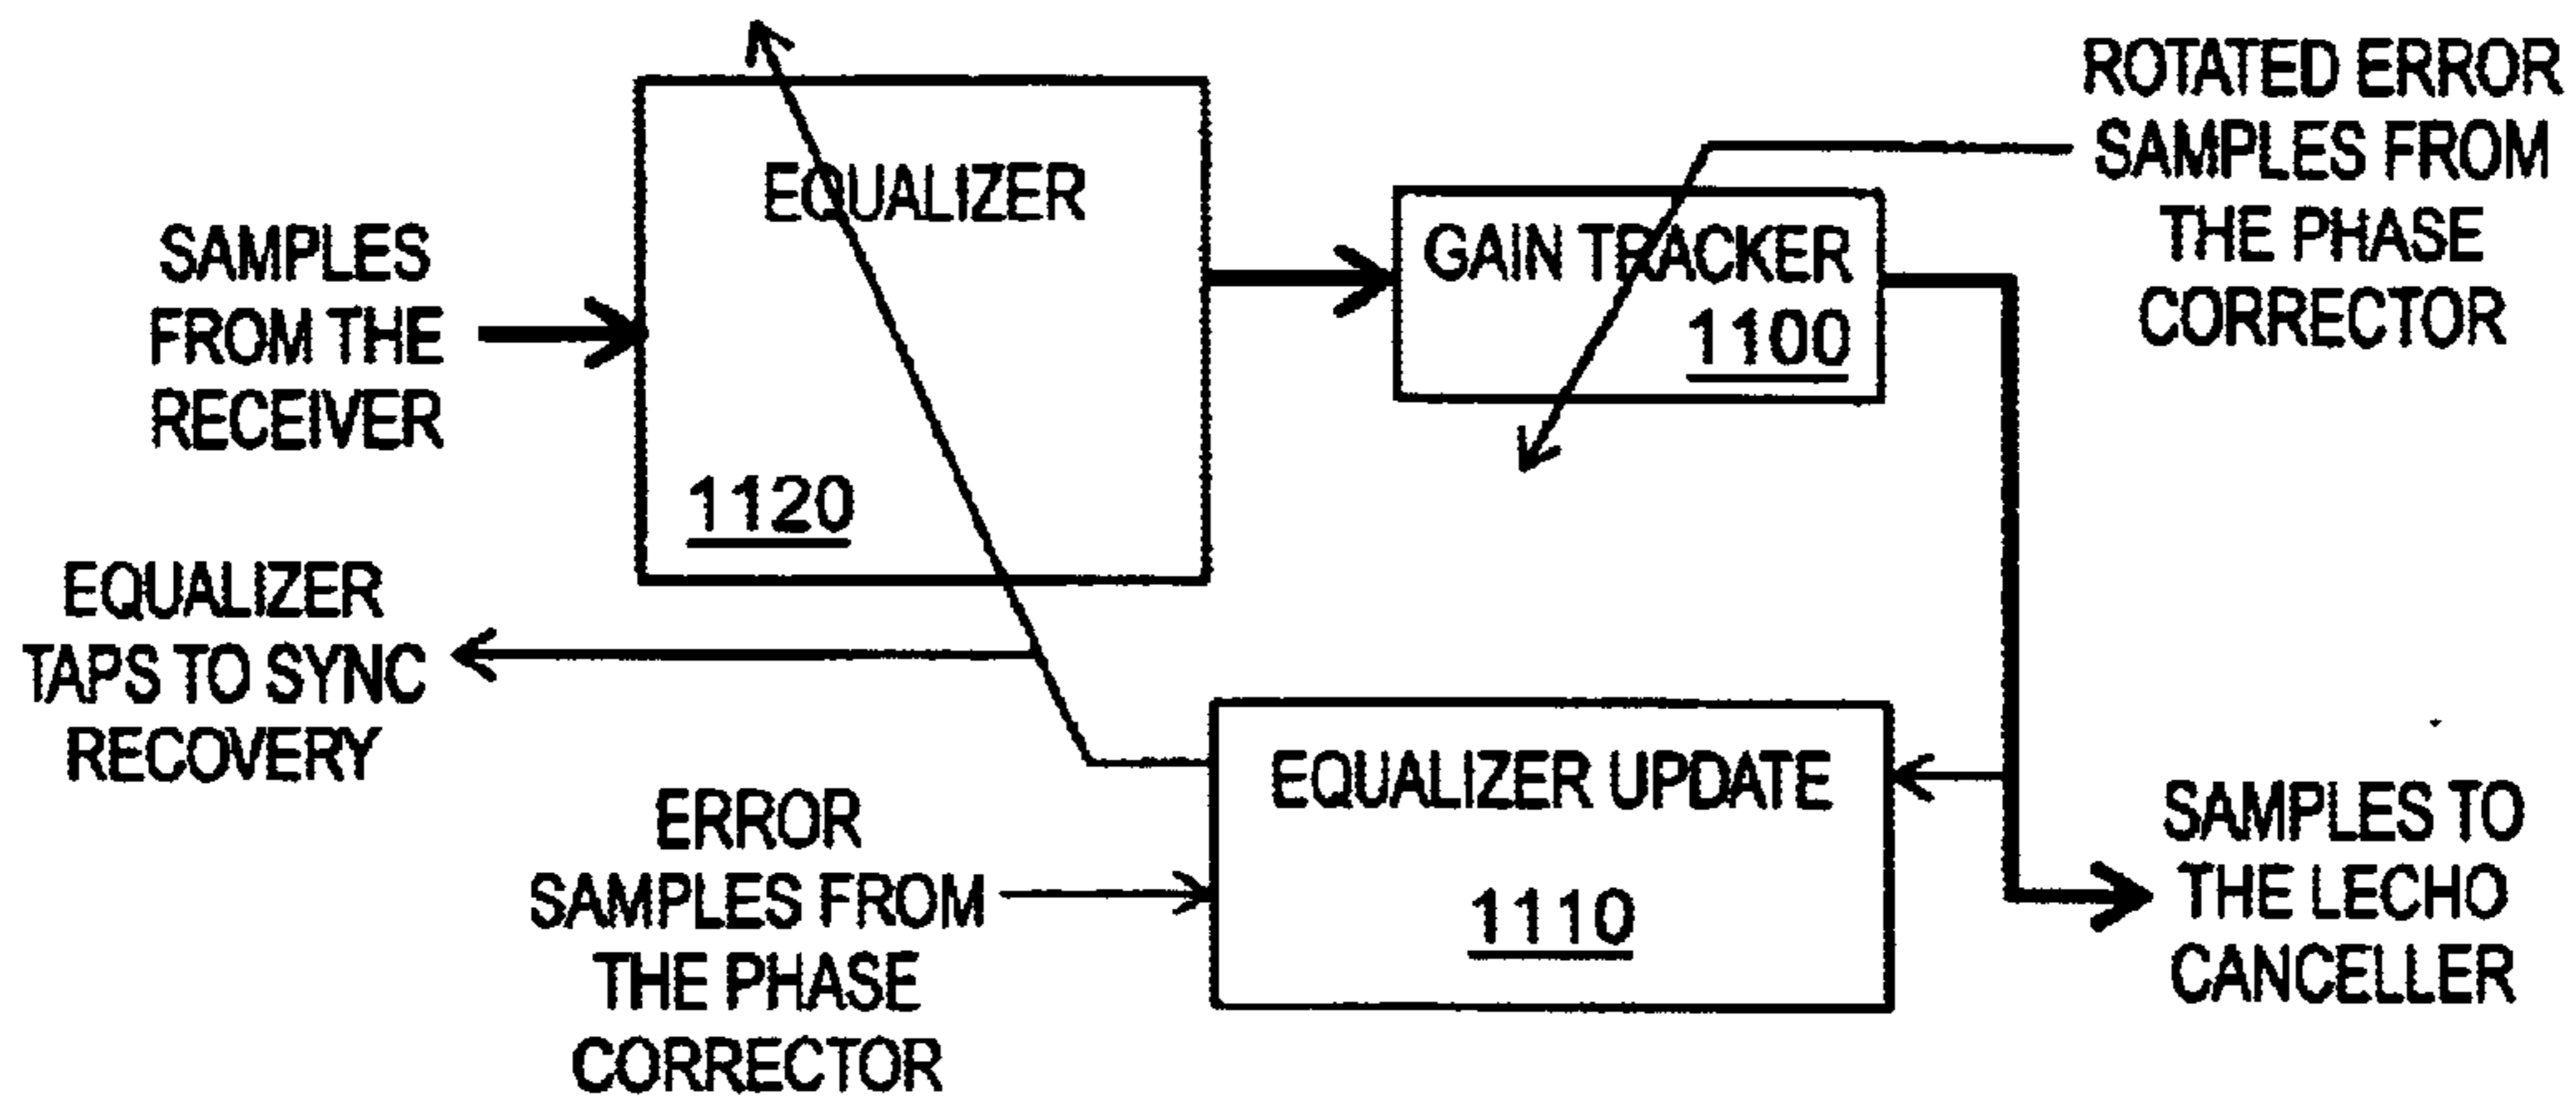 SAMPLES
FROM THE
RECEIVER
EQUALIZER
1120
GAIN TRACKER
1100
ROTATED ERROR
SAMPLES FROM
THE PHASE
CORRECTOR
EQUALIZER
TAPS TO SYNC
RECOVERY
ERROR
SAMPLES FROM
THE PHASE
CORRECTOR
EQUALIZER UPDATE
1110
SAMPLES TO
THE LECHO
CANCELLER